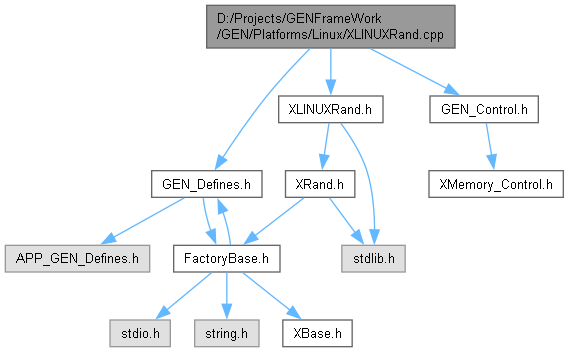 D:/Projects/GENFrameWork
/GEN/Platforms/Linux/XLINUXRand.cpp
XLINUXRand.h
GEN_Control.h
GEN_Defines.h
XRand.h
XMemory_Control.h
APP_GEN_Defines.h
FactoryBase.h
stdlib.h
stdio.h
string.h
XBase.h